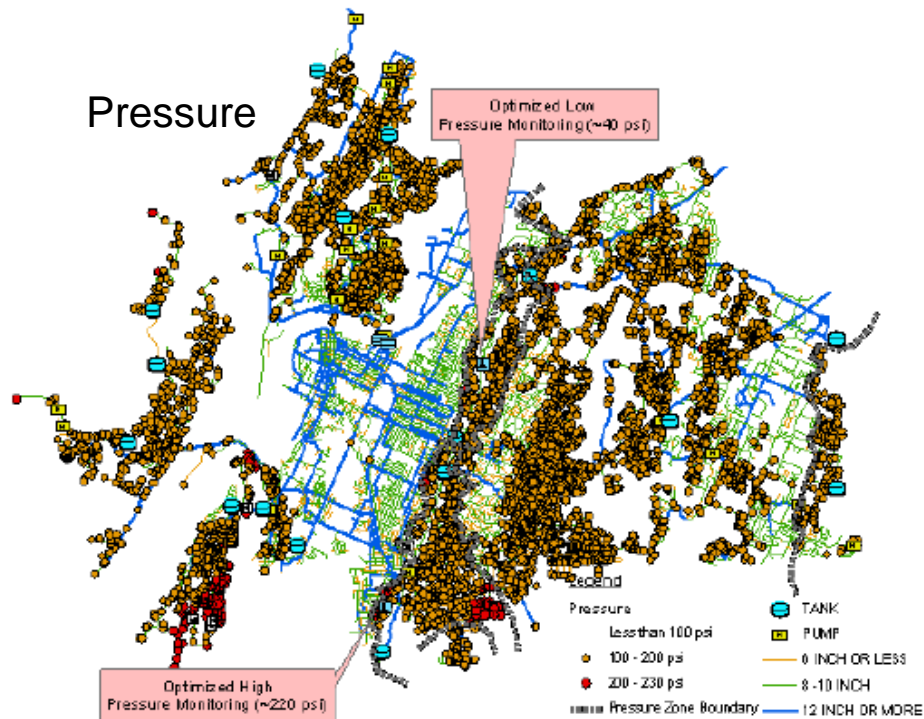 Pressure
Optimized Low
Pressure Monitoring (~40 psi)
Legend
Pressure
Less than 100 psi
100 - 200 psi
200 - 230 psi
Pressure Zone Boundary
TANK
PUMP
6 INCH OR LESS
8 -10 INCH
12 INCH OR MORE
Optimized High
Pressure Monitoring (~220 psi)